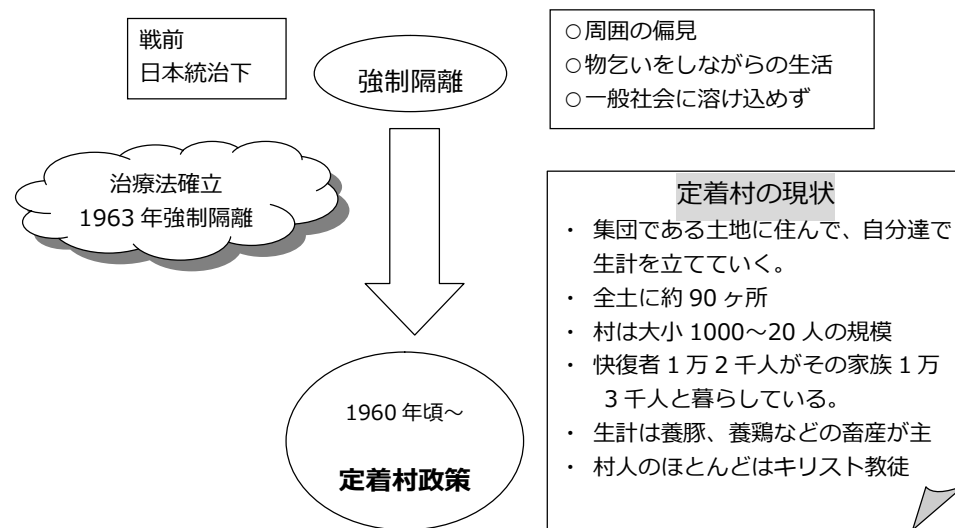 戦前
日本統治下
強制隔離
○周囲の偏見
○物乞いをしながらの生活
○一般社会に溶け込めず
治療法確立
1963 年強制隔離
定着村の現状
・ 集団である土地に住んで、自分達で
生計を立てていく。
・ 全土に約 90 ヶ所
・ 村は大小 1000～20 人の規模
・ 快復者 1 万 2 千人がその家族 1 万
3 千人と暮らしている。
・ 生計は養豚、養鶏などの畜産が主
・ 村人のほとんどはキリスト教徒
1960 年頃～
定着村政策